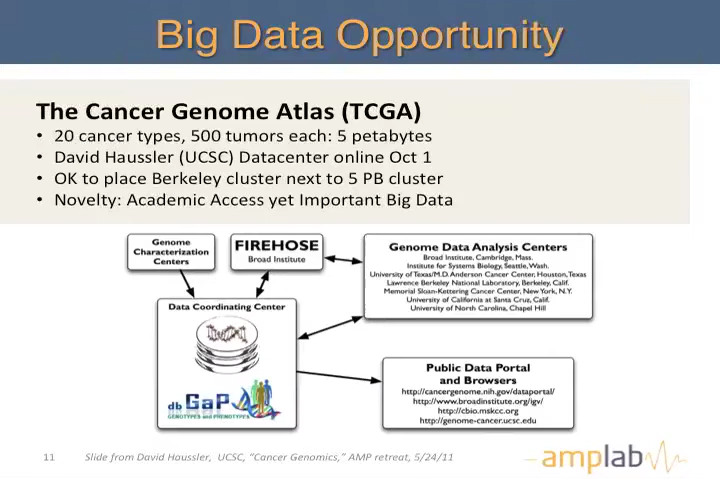 Big Data Opportunity
The Cancer Genome Atlas (TCGA)
• 20 cancer types, 500 tumors each: 5 petabytes
• David Haussler (UCSC) Datacenter online Oct 1
• OK to place Berkeley cluster next to 5 PB cluster
• Novelty: Academic Access yet Important Big Data
Genome
Characterization
Centers
FIREHOSE
Broad Institute
Genome Data Analysis Centers
Broad Institute, Cambridge, Mass.
Institute for Systems Biology, Seattle, Wash.
University of Texas/M.D. Anderson Cancer Center, Houston, Texas
Lawrence Berkeley National Laboratory, Berkeley, Calif.
Memorial Sloan-Kettering Cancer Center, New York, N.Y.
University of California at Santa Cruz, Calif.
University of North Carolina, Chapel Hill
Data Coordinating Center
db GaP
GENOTYPES and PHENOTYPES
Public Data Portal
and Browsers
http://cancergenome.nih.gov/dataportal/
http://www.broadinstitute.org/igv/
http://cbio.mskcc.org
http://genome-cancer.ucsc.edu
11 Slide from David Haussler, UCSC, "Cancer Genomics," AMP retreat, 5/24/11
amplab